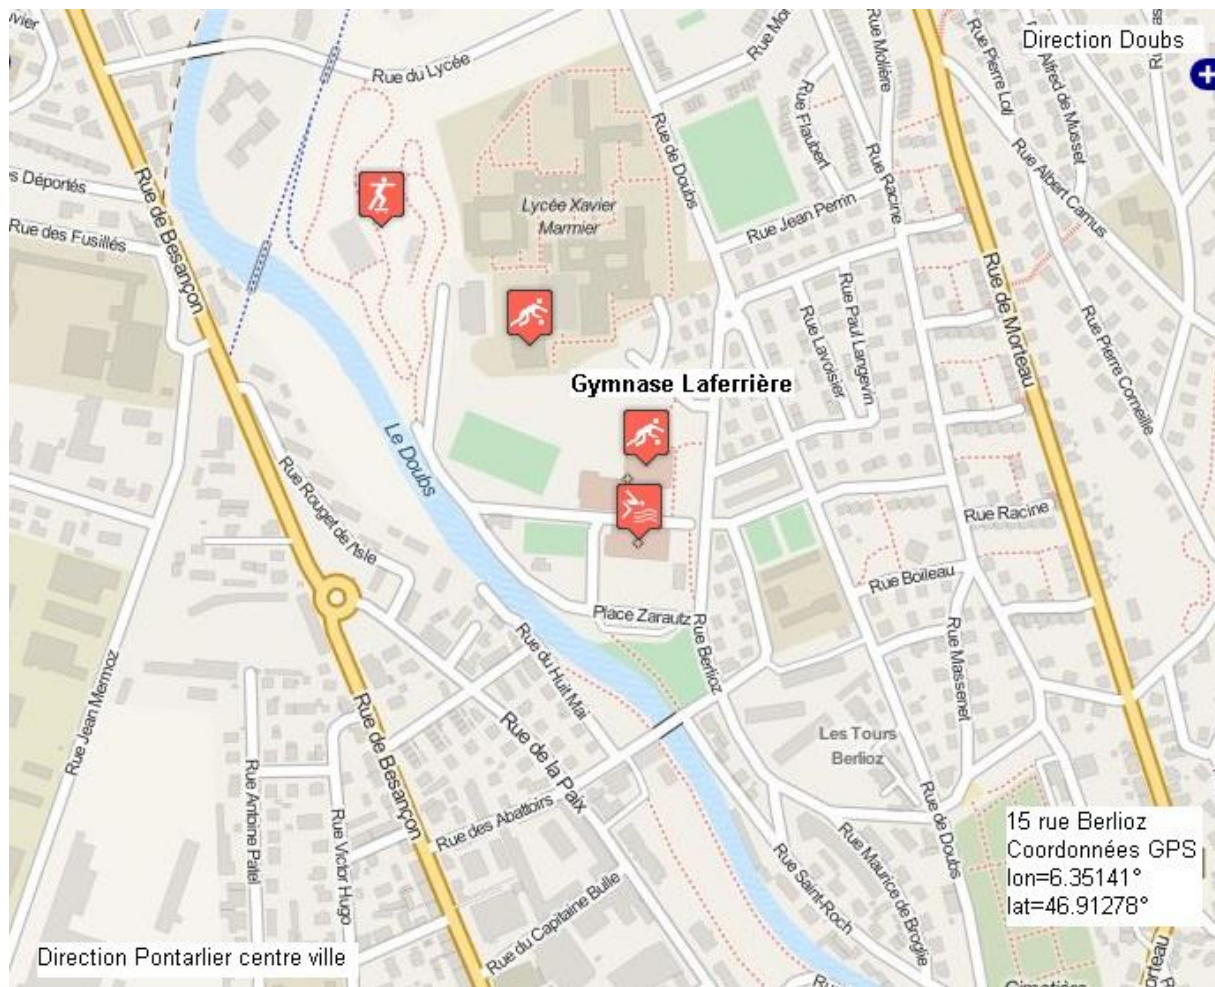 Rue du Lycée
Rue Molière
Rue Pierre Loti
Direction Doubs
Alfred de Musset
Rue Flaubert
Rue de Doubs
Rue Racine
Rue Albert Camus
s Déportés
Rue de Besançon
Lycée Xavier
Marmier
Rue Jean Perrin
Rue des Fusillés
Rue de Morteau
Rue Paul Langevin
Rue Lavoisier
Rue Pierre Corneille
Gymnase Laferrière
Le Doubs
Rue Rouget de l'Isle
Rue Racine
Rue Boileau
Place Zarautz
Rue Berlioz
Rue du Huit Mai
Rue Massenet
Rue Jean Mermoz
Rue de Besançon
Rue de la Paix
Les Tours
Berlioz
Rue Antoine Patel
Rue Victor Hugo
Rue des Abattoirs
Rue de Doubs
Rue Maurice de Broglie
Rue Saint-Roch
15 rue Berlioz
Coordonnées GPS
lon=6.35141°
lat=46.91278°
Rue du Capitaine Bulle
Direction Pontarlier centre ville
Cimetière
orteau